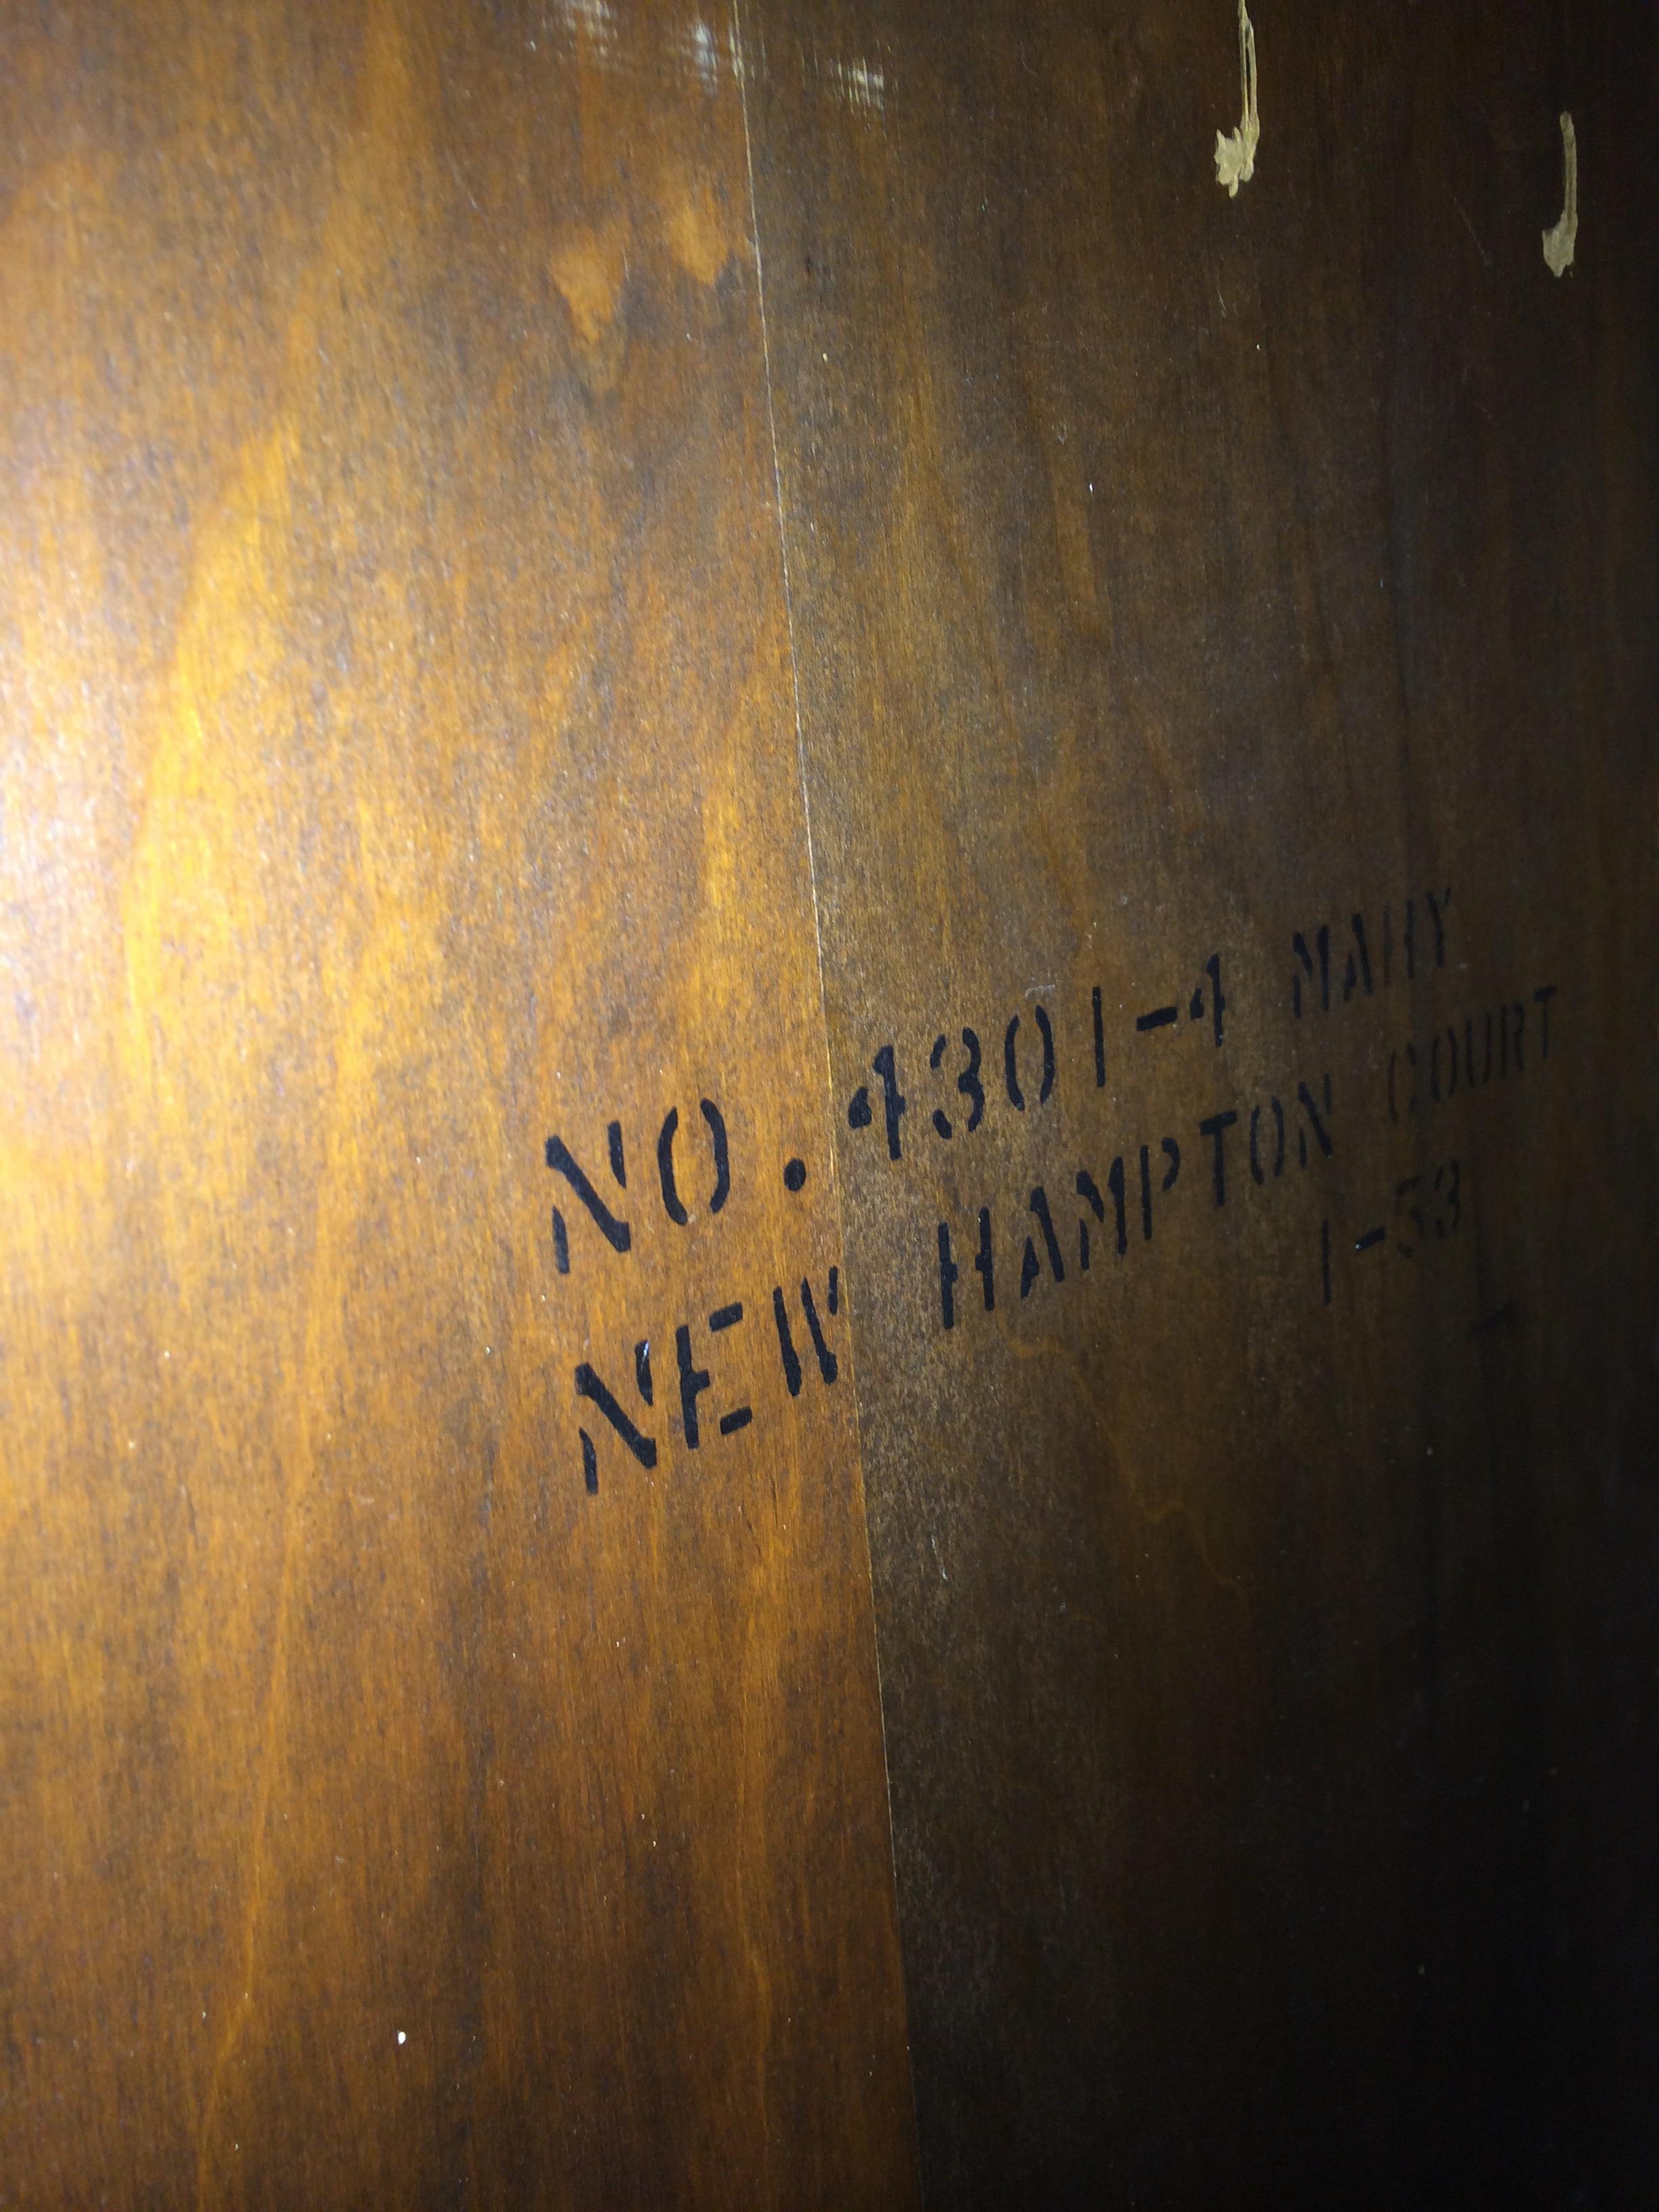 NO. 4301-4 MAHY
NEW HAMPTON COURT
1-53